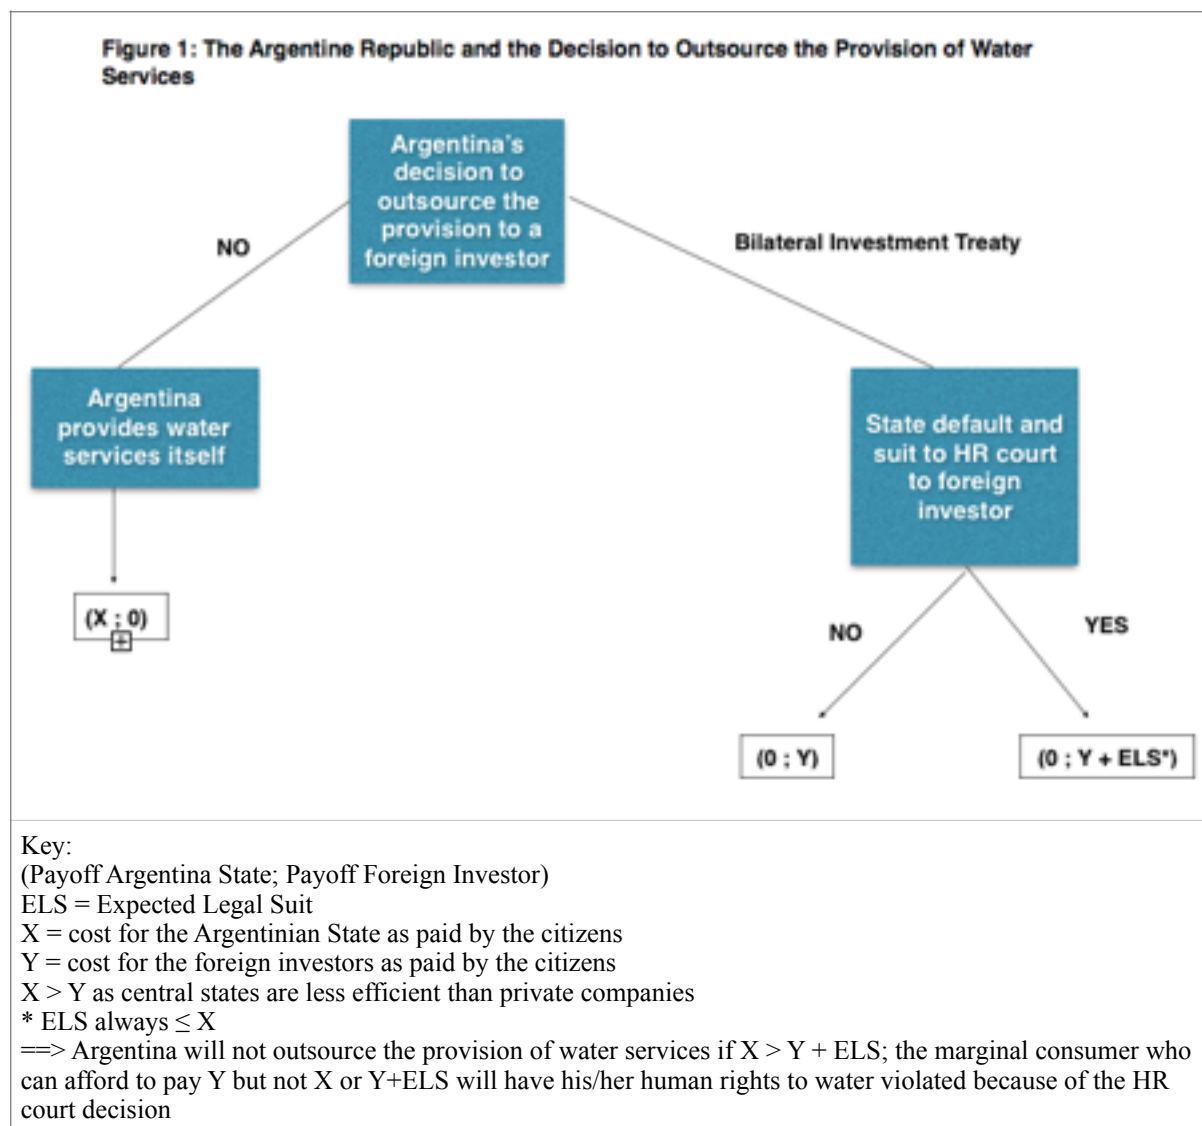 Figure 1: The Argentine Republic and the Decision to Outsource the Provision of Water
Services
Argentina's
decision to
outsource the
provision to a
foreign investor
NO
Bilateral Investment Treaty
Argentina
provides water
services itself
State default and
suit to HR court
to foreign
investor
(X ; 0)
NO
YES
(0 ; Y)
(0 ; Y + ELS*)
Key:
(Payoff Argentina State; Payoff Foreign Investor)
ELS = Expected Legal Suit
X = cost for the Argentinian State as paid by the citizens
Y = cost for the foreign investors as paid by the citizens
X > Y as central states are less efficient than private companies
* ELS always ≤ X
==> Argentina will not outsource the provision of water services if X > Y + ELS; the marginal consumer who
can afford to pay Y but not X or Y+ELS will have his/her human rights to water violated because of the HR
court decision